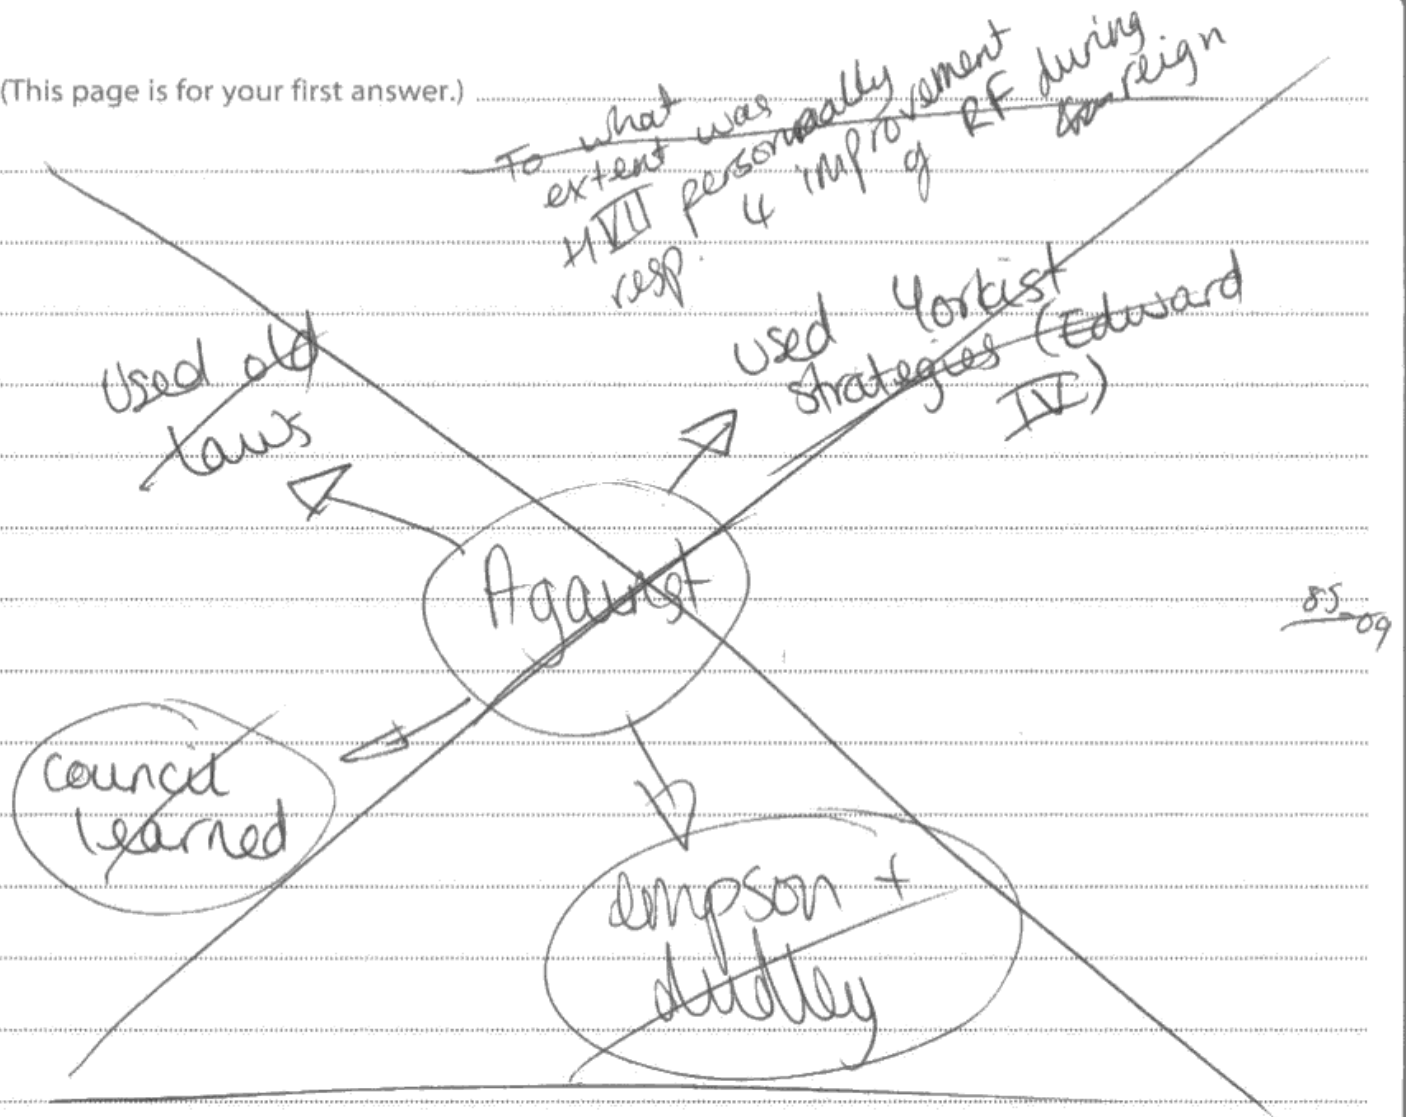 (This page is for your first answer.)
To what
extent was
HVII personally
resp. 4 improvement
of RF during
reign
used Yorkist
strategies (Edward
IV)
Used old
laws
Against
85-09
council
learned
empson +
dudley